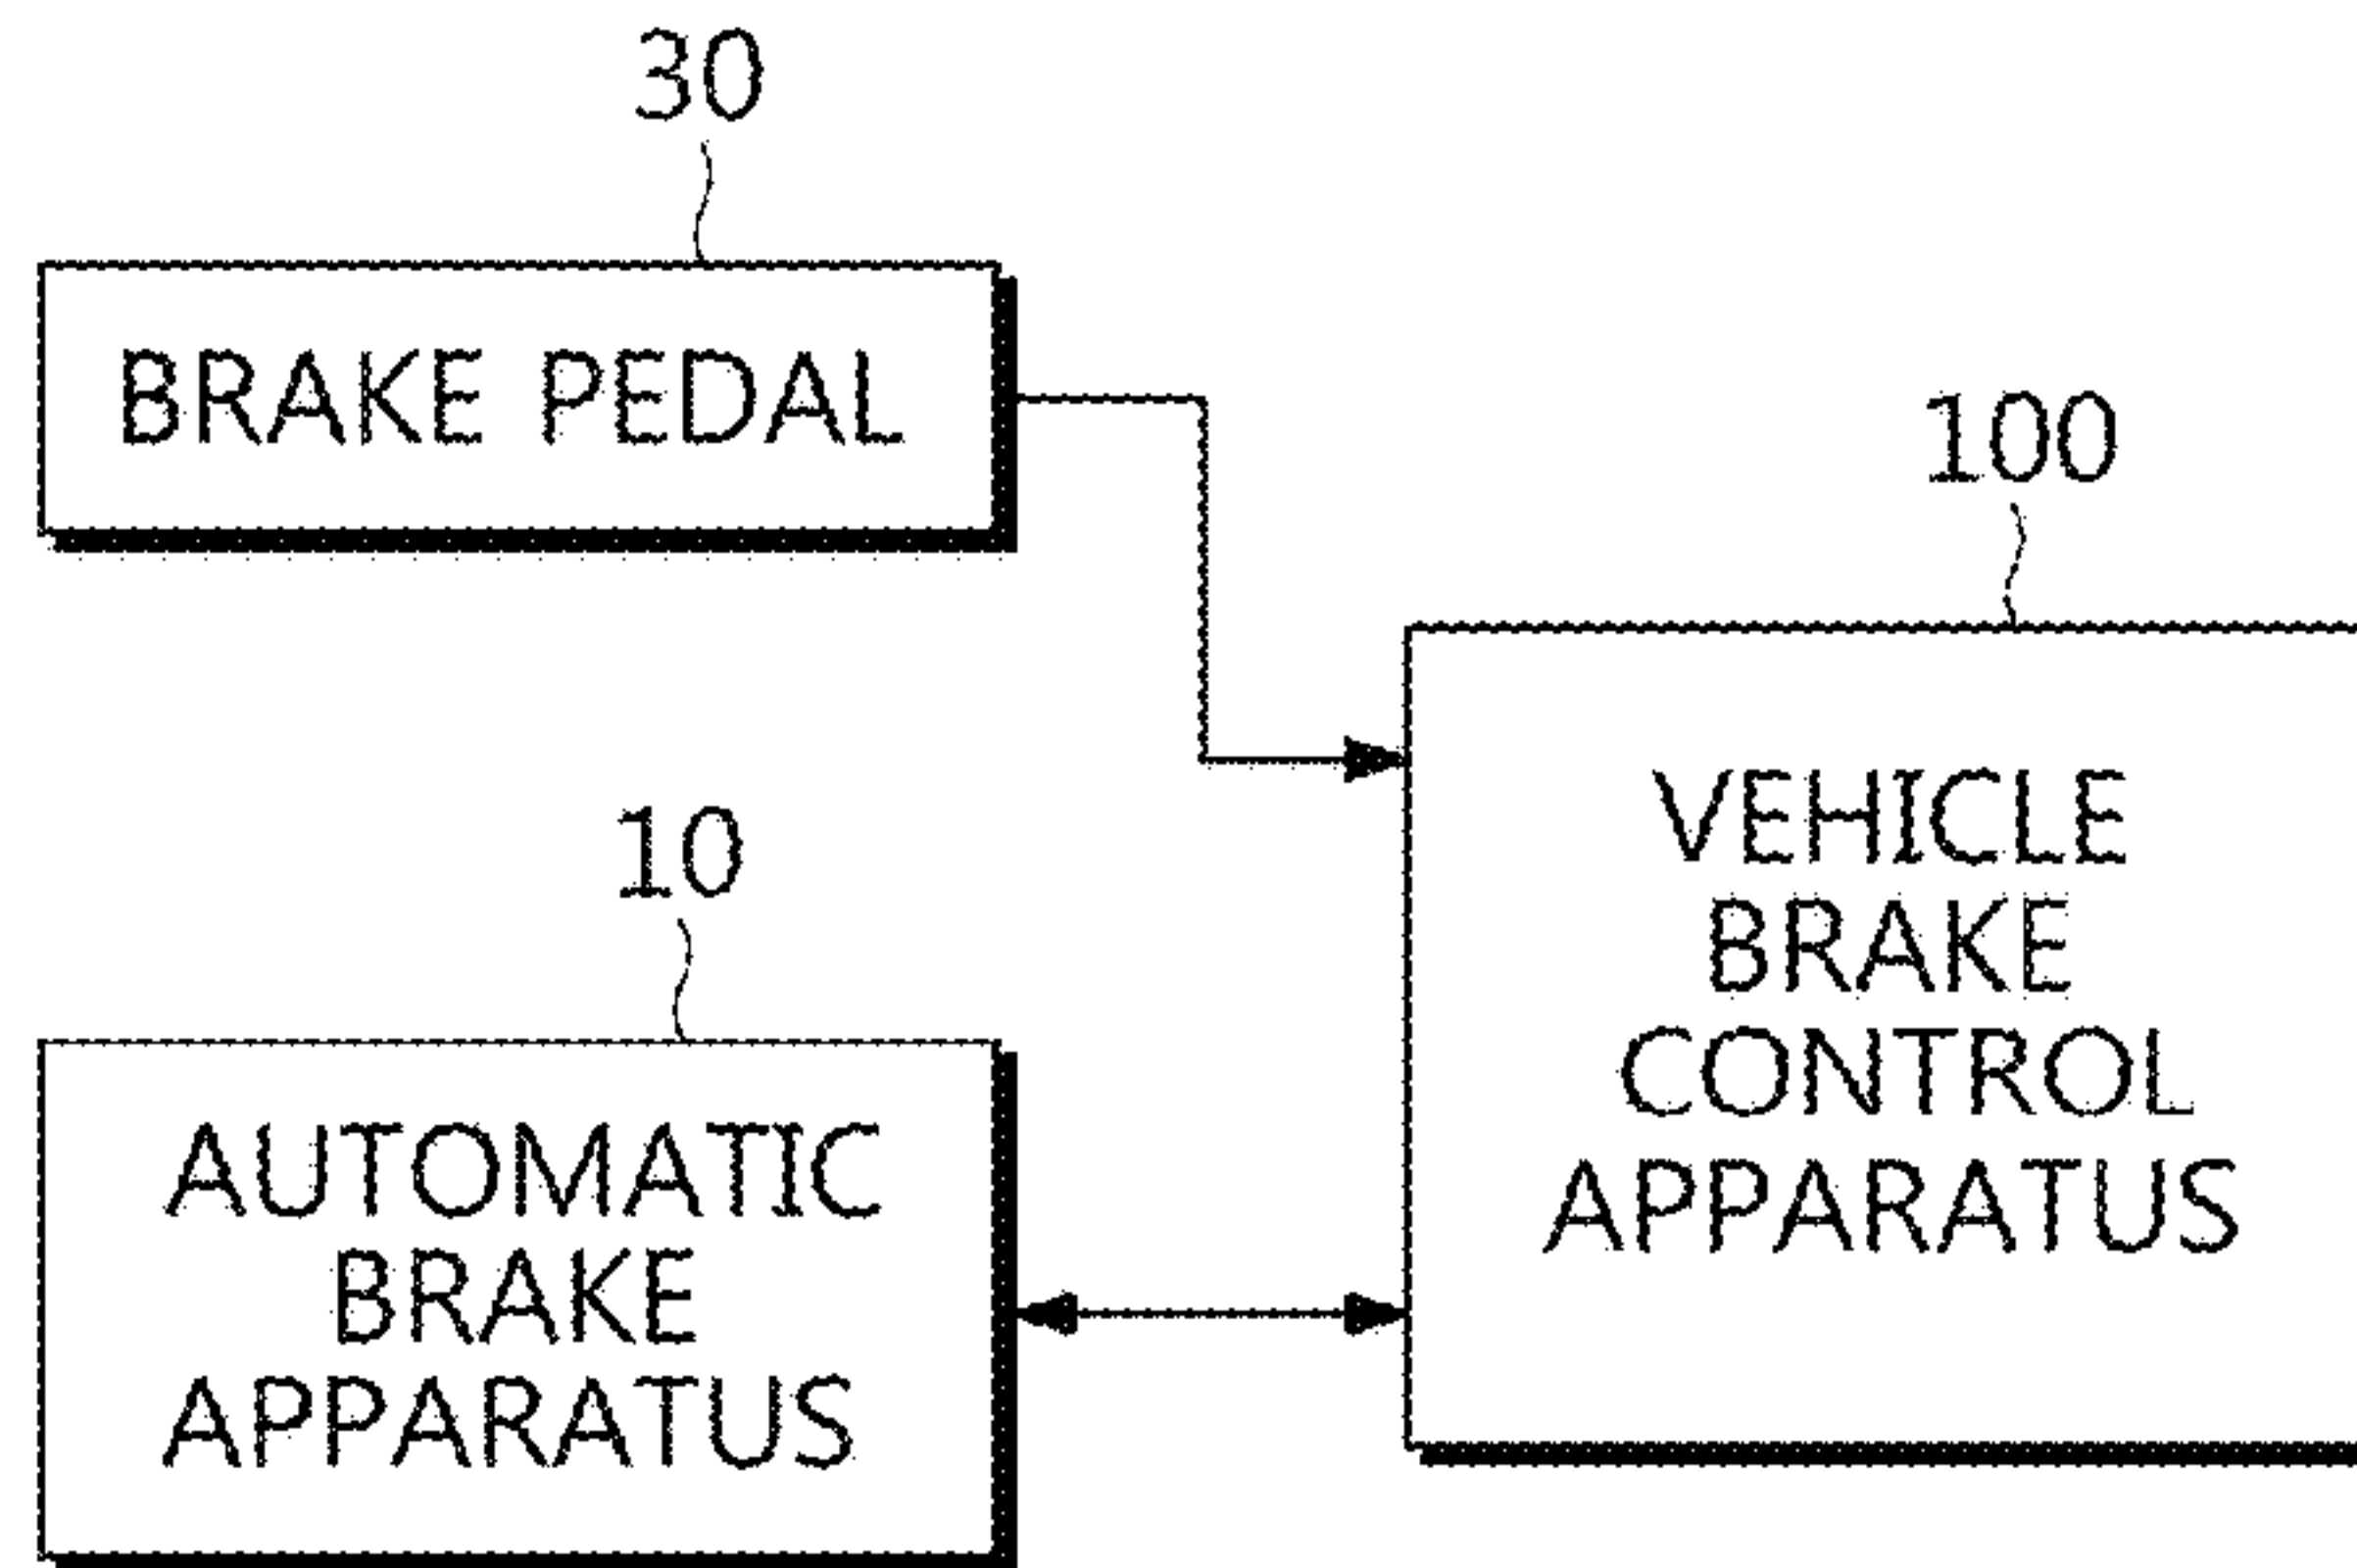 30
BRAKE PEDAL
100
VEHICLE
BRAKE
CONTROL
APPARATUS
10
AUTOMATIC
BRAKE
APPARATUS